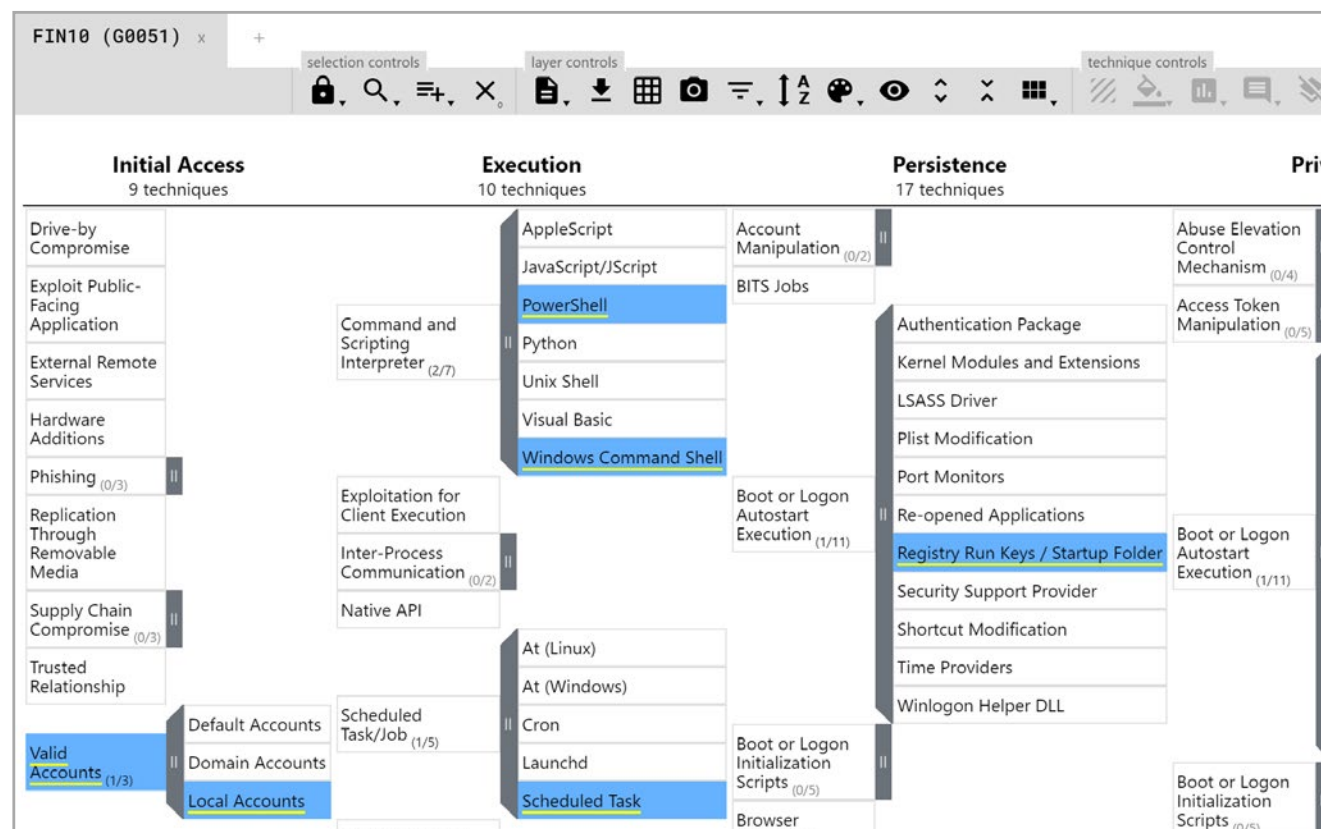 FIN10 (G0051) x +
selection controls
layer controls
technique controls
A
Z
Initial Access
9 techniques
Execution
10 techniques
Persistence
17 techniques
Drive-by
Compromise
Exploit Public-
Facing
Application
External Remote
Services
Hardware
Additions
Phishing (0/3)
Replication
Through
Removable
Media
Supply Chain
Compromise (0/3)
Trusted
Relationship
Valid
Accounts (1/3)
Default Accounts
Domain Accounts
Local Accounts
Command and
Scripting
Interpreter (2/7)
AppleScript
JavaScript/JScript
PowerShell
Python
Unix Shell
Visual Basic
Windows Command Shell
Exploitation for
Client Execution
Inter-Process
Communication (0/2)
Native API
Scheduled
Task/Job (1/5)
At (Linux)
At (Windows)
Cron
Launchd
Scheduled Task
Account
Manipulation (0/2)
BITS Jobs
Boot or Logon
Autostart
Execution (1/11)
Authentication Package
Kernel Modules and Extensions
LSASS Driver
Plist Modification
Port Monitors
Re-opened Applications
Registry Run Keys / Startup Folder
Security Support Provider
Shortcut Modification
Time Providers
Winlogon Helper DLL
Boot or Logon
Initialization
Scripts (0/5)
Browser
Abuse Elevation
Control
Mechanism (0/4)
Access Token
Manipulation (0/5)
Boot or Logon
Autostart
Execution (1/11)
Boot or Logon
Initialization
Scripts (0/5)